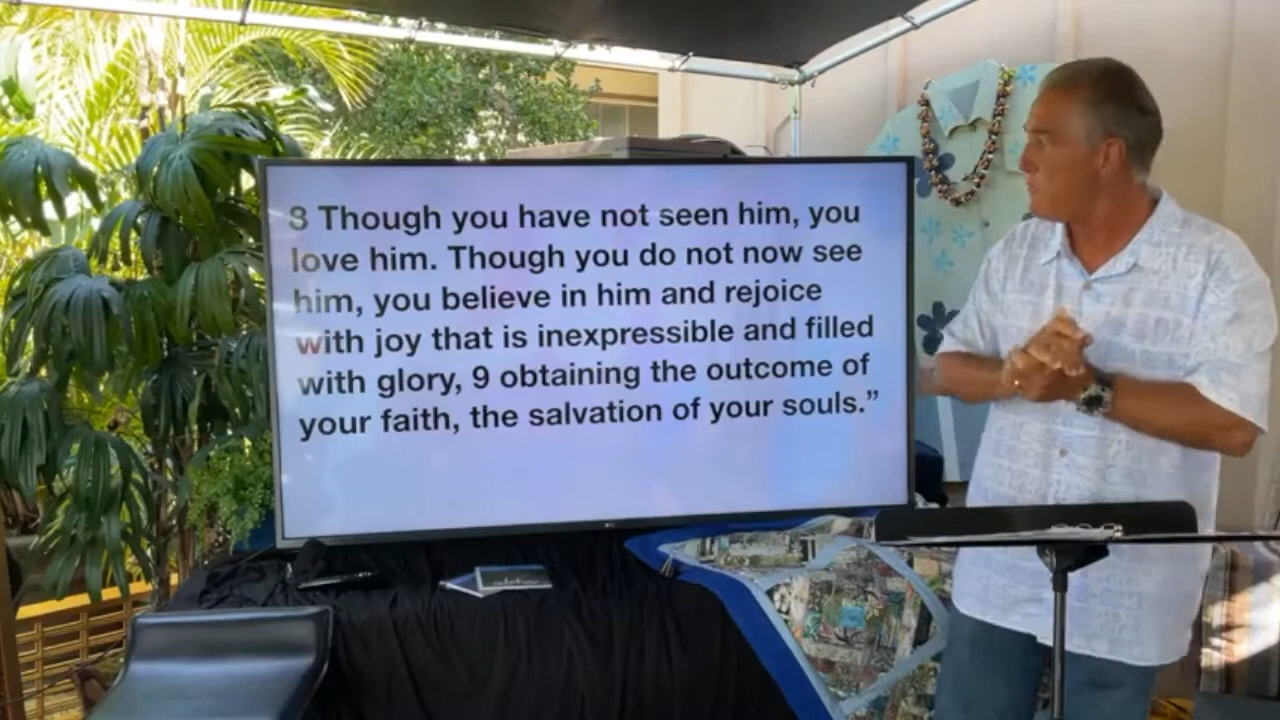 8 Though you have not seen him, you
love him. Though you do not now see
him, you believe in him and rejoice
with joy that is inexpressible and filled
with glory, 9 obtaining the outcome of
your faith, the salvation of your souls.”
aloha